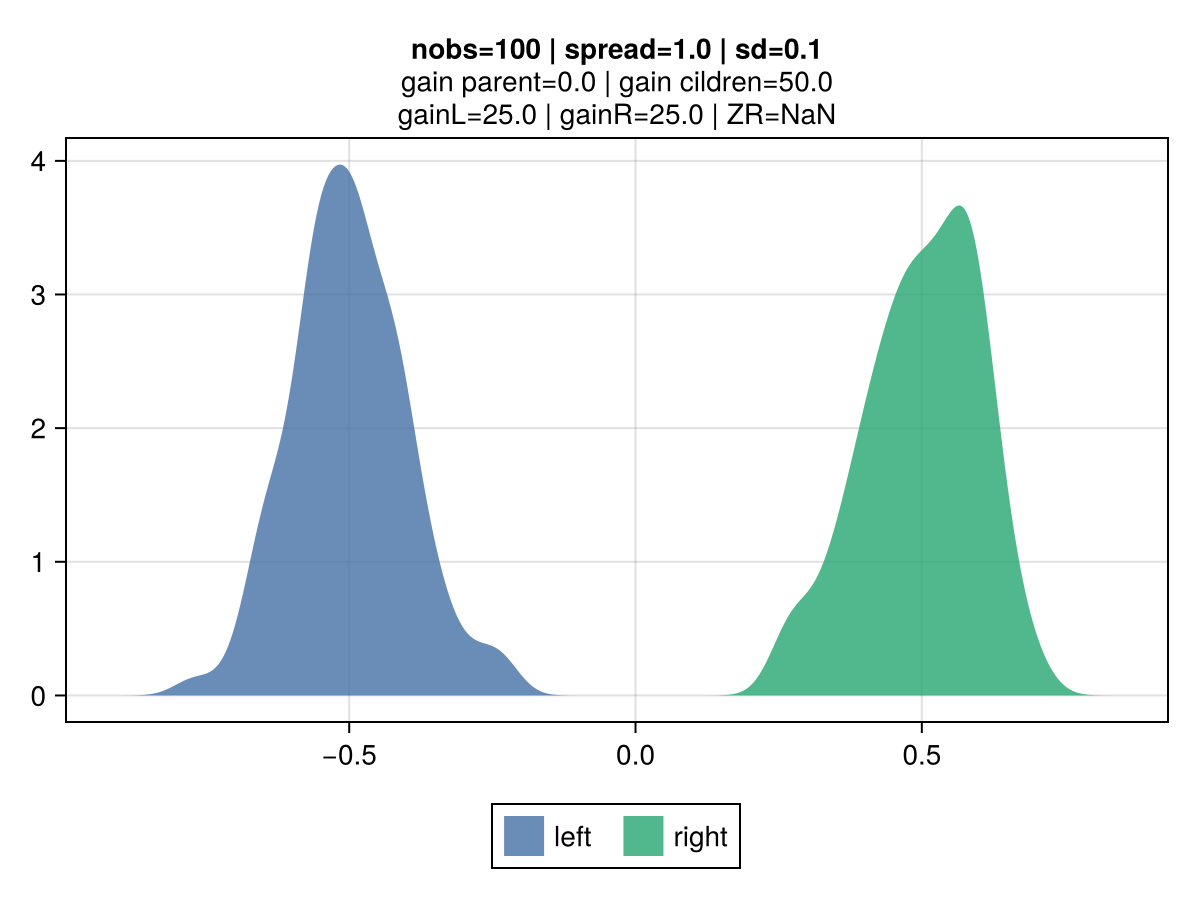 nobs=100 | spread=1.0 | sd=0.1
gain parent=0.0 | gain cildren=50.0
gainL=25.0 | gainR=25.0 | ZR=NaN
4
3
2
1
0
−0.5 0.0 0.5
left right